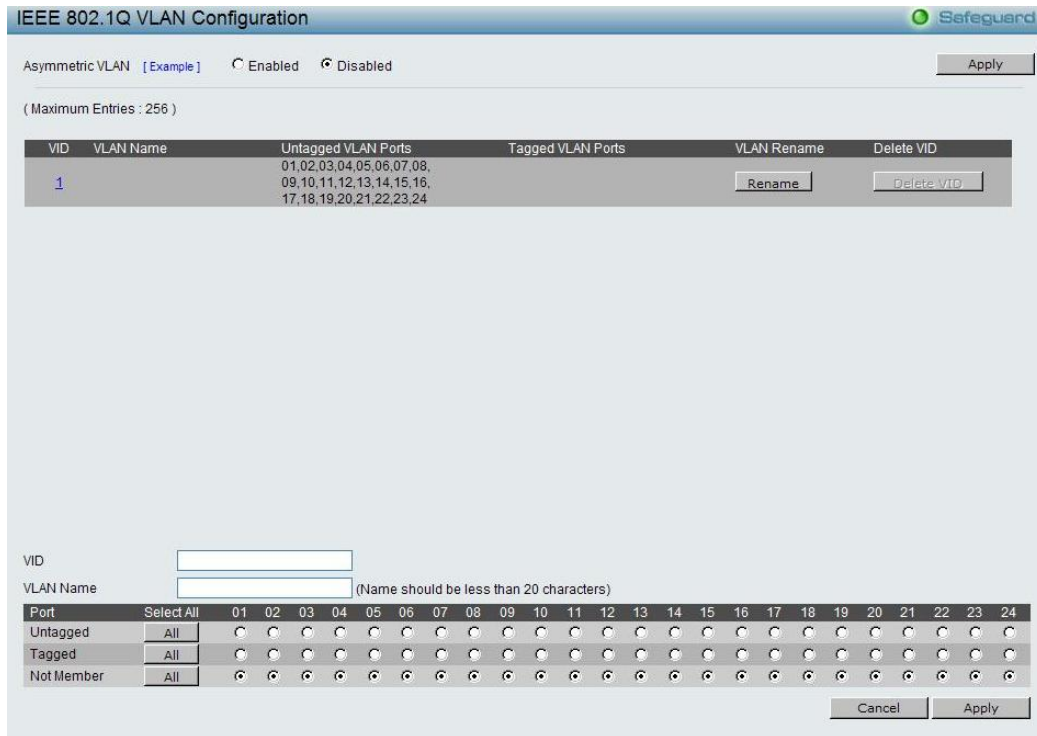 IEEE 802.1Q VLAN Configuration Safeguard
Asymmetric VLAN [ Example ] Enabled Disabled Apply
( Maximum Entries : 256 )
VID VLAN Name Untagged VLAN Ports Tagged VLAN Ports VLAN Rename Delete VID
01,02,03,04,05,06,07,08,
1 09,10,11,12,13,14,15,16, Rename Delete VID
17,18,19,20,21,22,23,24
VID
VLAN Name (Name should be less than 20 characters)
Port Select All 01 02 03 04 05 06 07 08 09 10 11 12 13 14 15 16 17 18 19 20 21 22 23 24
Untagged All
Tagged All
Not Member All
Cancel Apply